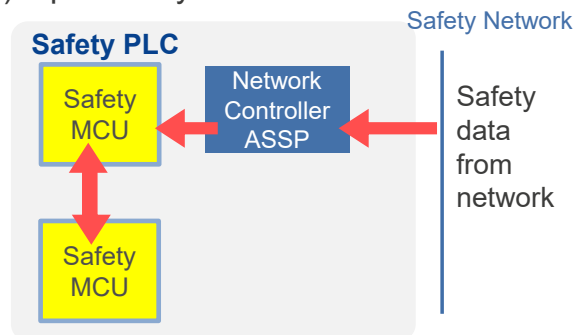 Safety Network
Safety PLC
Safety
MCU
Network
Controller
ASSP
Safety
data
from
network
Safety
MCU